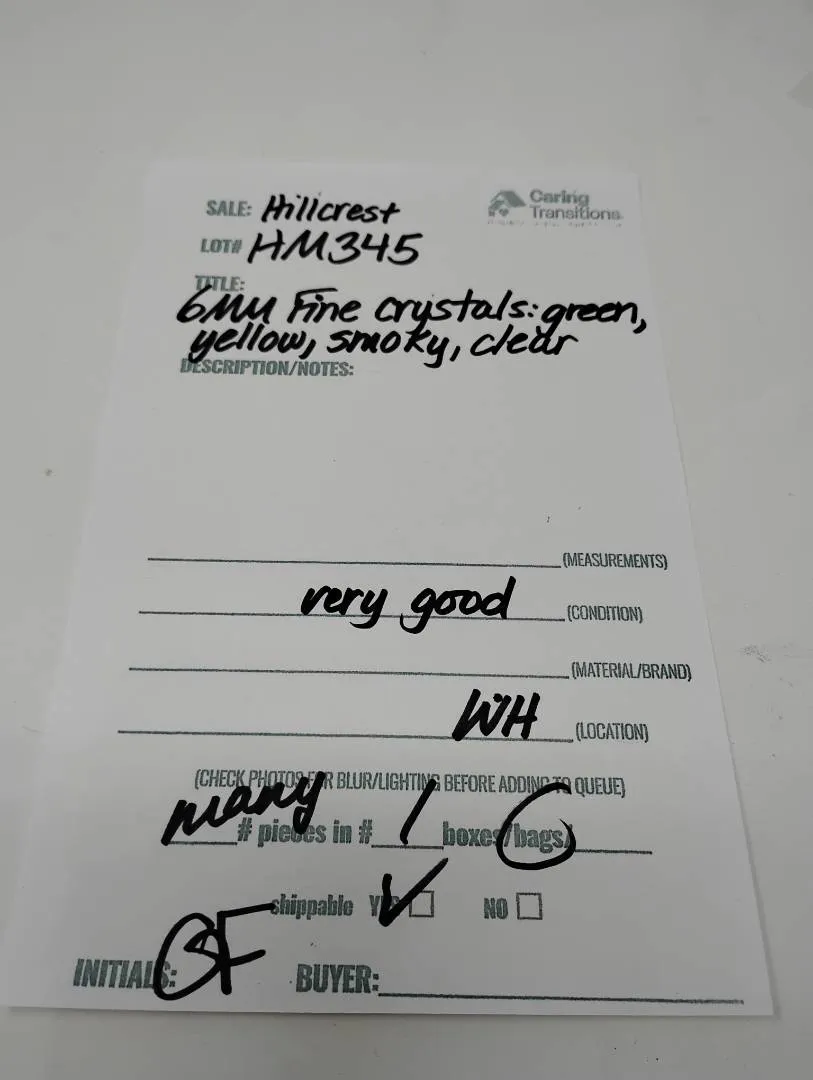 SALE: Hillcrest
Caring Transitions
LOT# HM345
TITLE:
6MM Fine crystals: green,
yellow, smoky, clear
DESCRIPTION/NOTES:
(MEASUREMENTS)
very good (CONDITION)
(MATERIAL/BRAND)
WH (LOCATION)
(CHECK PHOTOS FOR BLUR/LIGHTING BEFORE ADDING TO QUEUE)
many # pieces in # 1 boxes/bags/
shippable YES NO
INITIALS: SF BUYER: